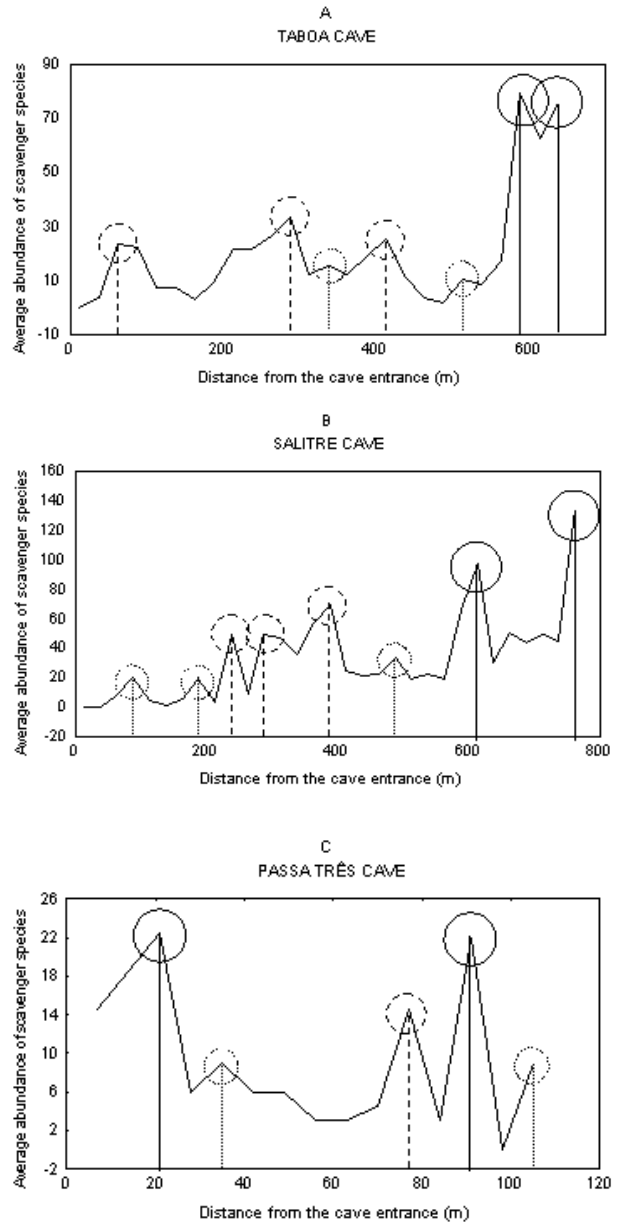 A
TABOA CAVE
Average abundance of scavenger species
90
70
50
30
10
-10
0 200 400 600
Distance from the cave entrance (m)
B
SALITRE CAVE
Average abundance of scavenger species
160
140
120
100
80
60
40
20
0
-20
0 200 400 600 800
Distance from the cave entrance (m)
C
PASSA TRÊS CAVE
Average abundance of scavenger species
26
22
18
14
10
6
2
-2
0 20 40 60 80 100 120
Distance from the cave entrance (m)